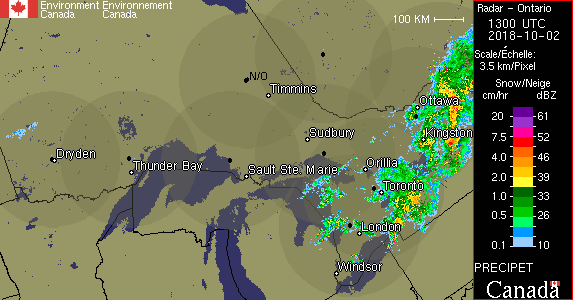 Environment Environnement
Canada Canada
100 KM
N/O
Timmins
Ottawa
Sudbury
Kingston
Dryden
Thunder Bay
Sault Ste. Marie
Orillia
Toronto
London
Windsor
Radar - Ontario
1300 UTC
2018-10-02
Scale/Échelle:
3.5 km/Pixel
Snow/Neige
cm/hr dBZ
20 61
7.5 52
4.0 46
2.0 39
1.0 33
0.5 26
0.1 10
PRECIPET
Canada